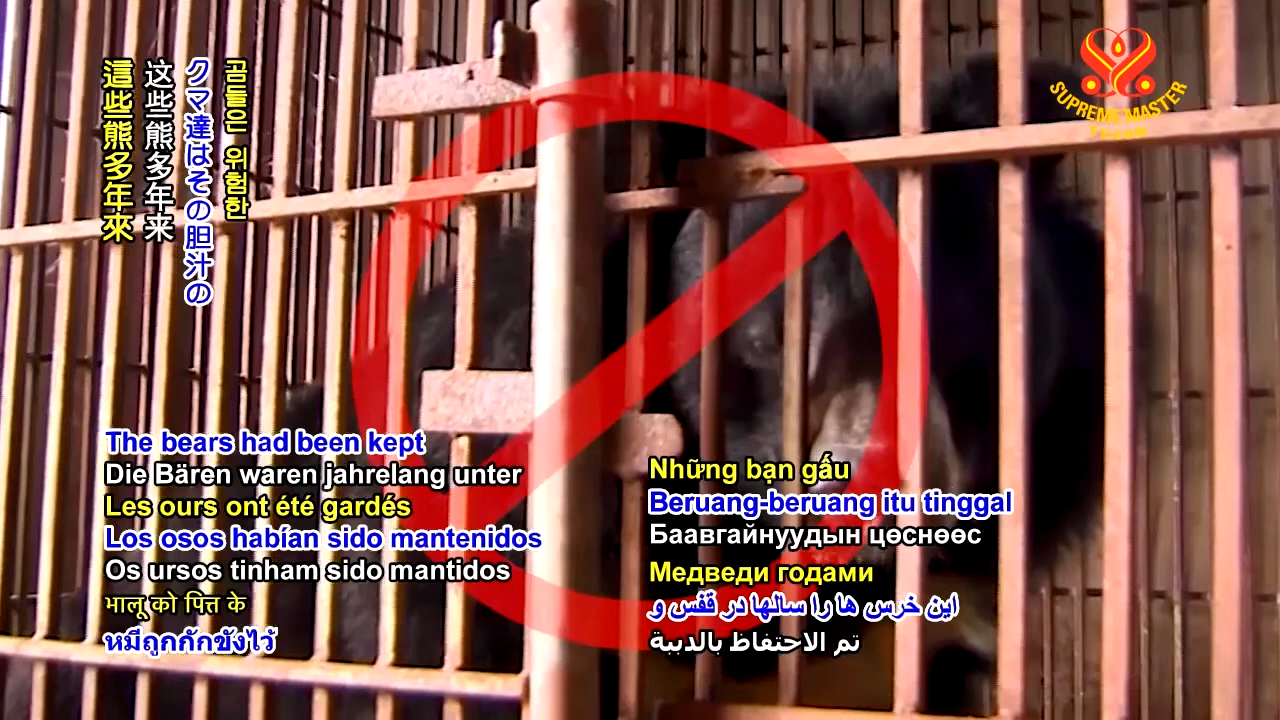 SUPREME MASTER
TV.COM
곰들은 위험한
クマ達はその胆汁の
这些熊多年来
這些熊多年來
The bears had been kept
Die Bären waren jahrelang unter
Les ours ont été gardés
Los osos habían sido mantenidos
Os ursos tinham sido mantidos
भालू को पित्त के
หมีถูกกักขังไว้
Những bạn gấu
Beruang-beruang itu tinggal
Баавгайнуудын цөснөөс
Медведи годами
این خرس ها را سالها در قفس و
تم الاحتفاظ بالدببة